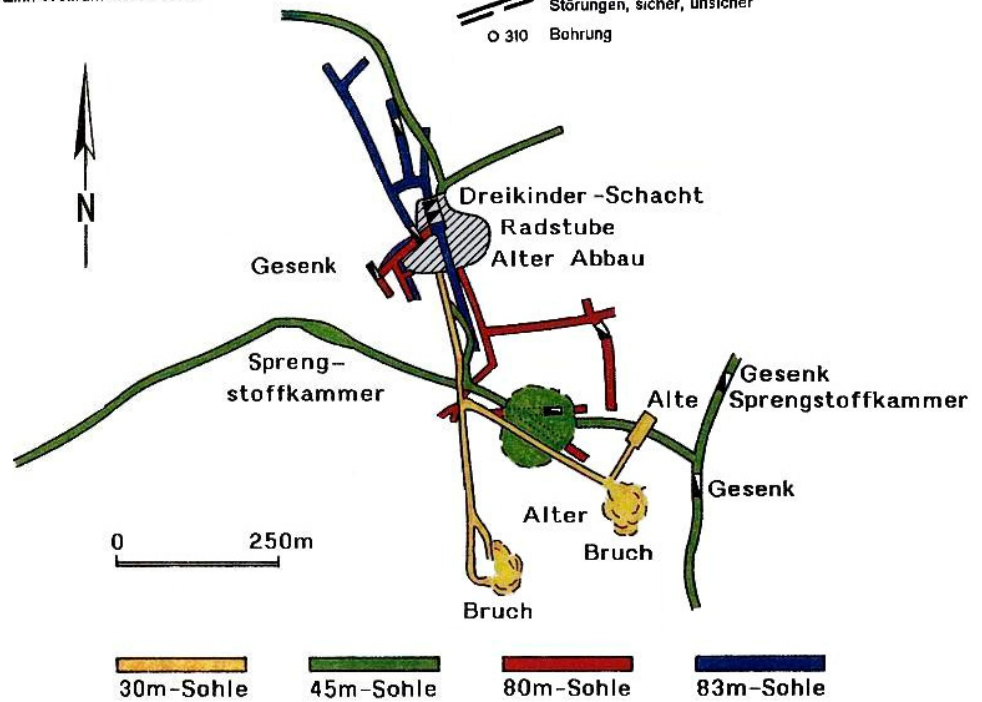 Störungen, sicher, unsicher
310 Bohrung
N
Dreikinder-Schacht
Radstube
Alter Abbau
Gesenk
Spreng-
stoffkammer
Gesenk
Alte Sprengstoffkammer
Gesenk
Alter
Bruch
Bruch
0 250m
30m-Sohle 45m-Sohle 80m-Sohle 83m-Sohle